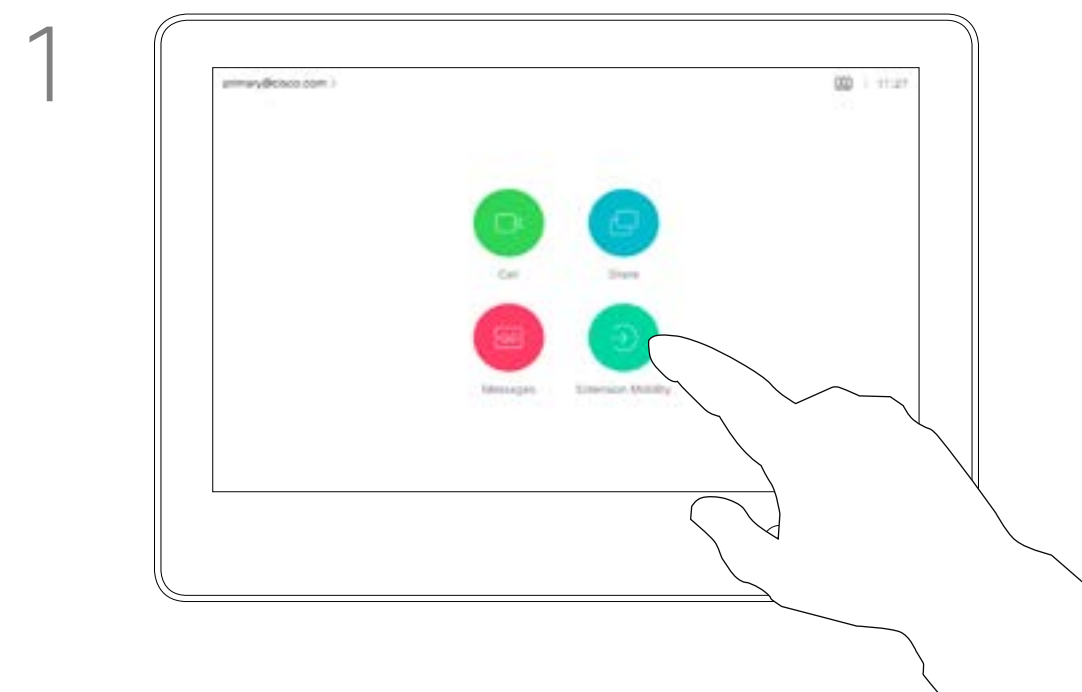 1
primary@cisco.com
11:27
Call
Share
Messages
Extension Mobility